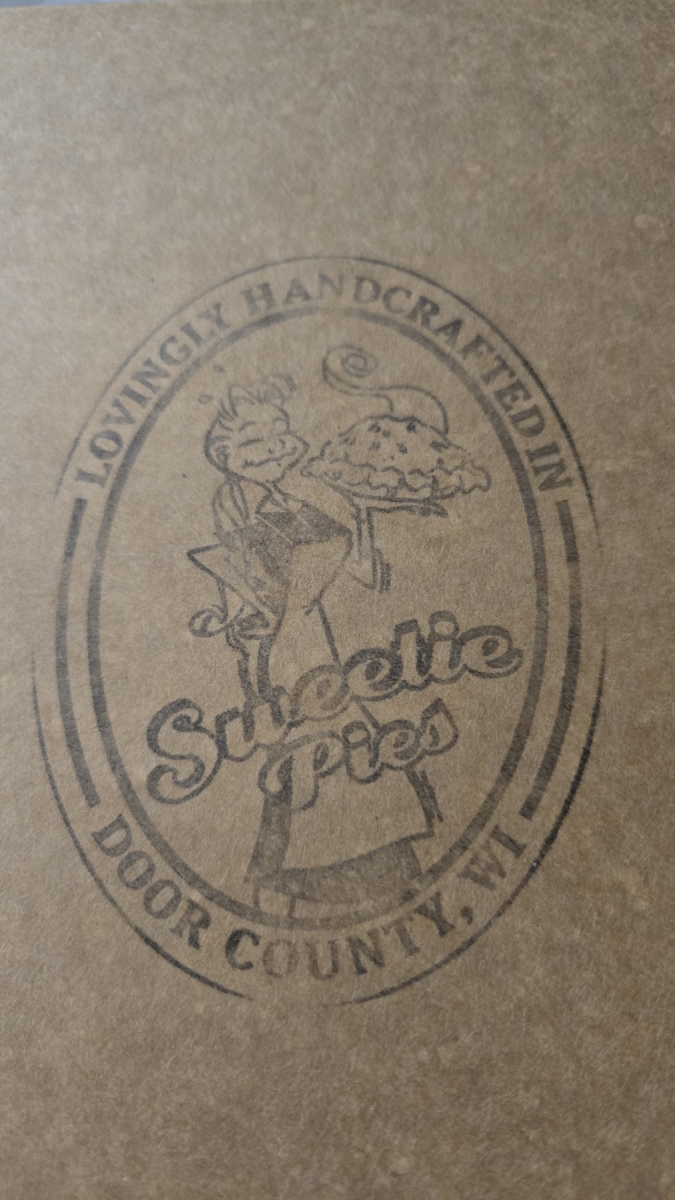 LOVINGLY HANDCRAFTED IN
Sweetie
Pies
DOOR COUNTY, WI